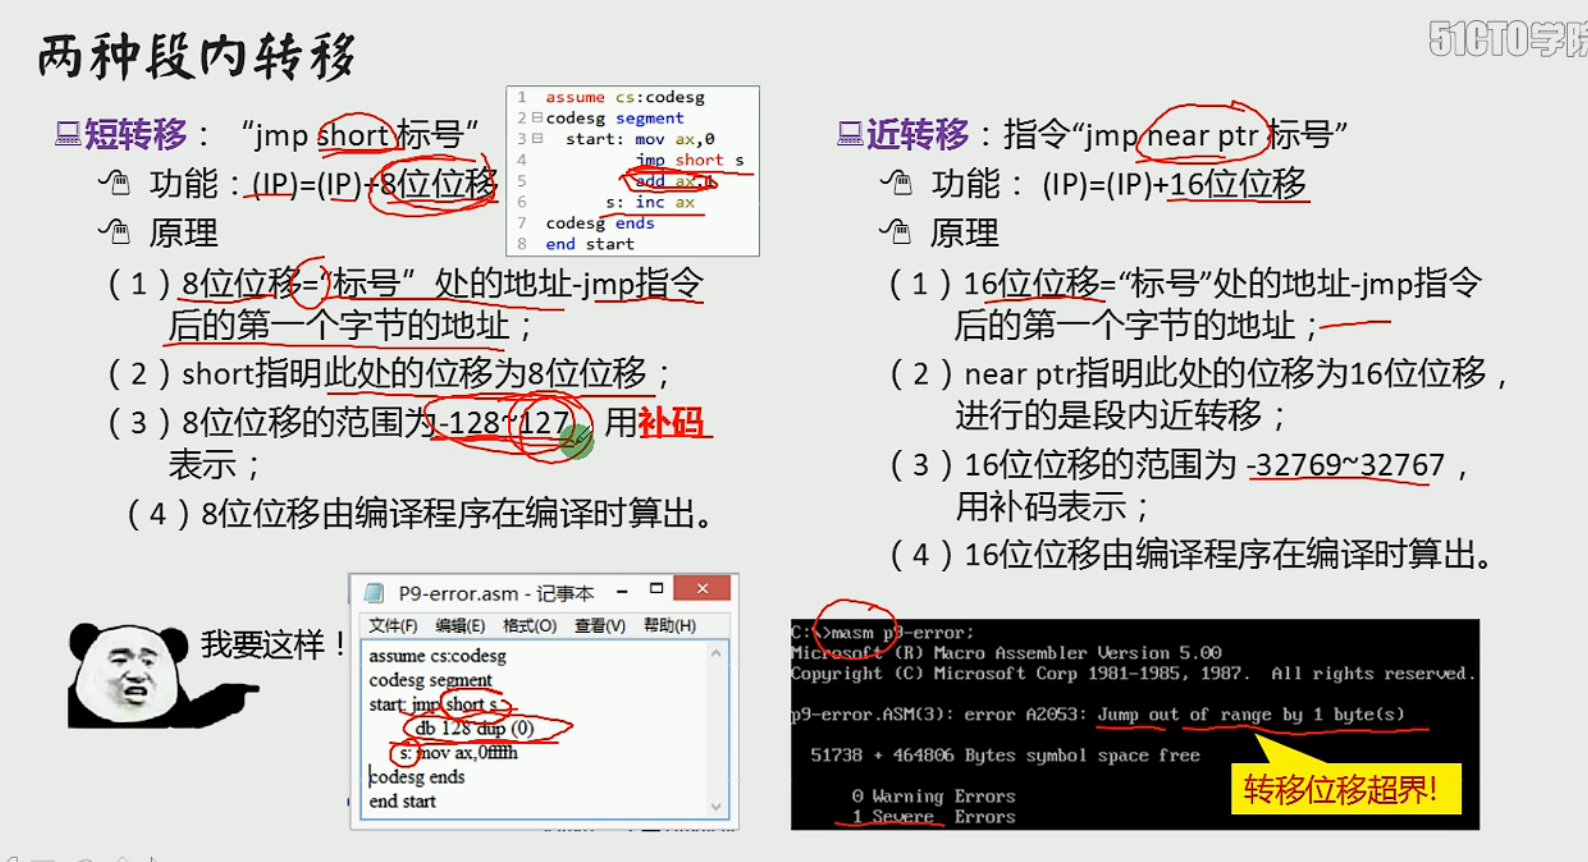 两种段内转移
51CTO学院
短转移：“jmp short 标号”
功能：(IP)=(IP)+8位位移
原理
（1）8位位移=“标号”处的地址-jmp指令
后的第一个字节的地址；
（2）short指明此处的位移为8位位移；
（3）8位位移的范围为-128~127，用补码
表示；
（4）8位位移由编译程序在编译时算出。
1 assume cs:codesg
2 codesg segment
3 start: mov ax,0
4 jmp short s
5 add ax,1
6 s: inc ax
7 codesg ends
8 end start
近转移：指令“jmp near ptr 标号”
功能： (IP)=(IP)+16位位移
原理
（1）16位位移=“标号”处的地址-jmp指令
后的第一个字节的地址；
（2）near ptr指明此处的位移为16位位移，
进行的是段内近转移；
（3）16位位移的范围为 -32769~32767，
用补码表示；
（4）16位位移由编译程序在编译时算出。
我要这样！
P9-error.asm - 记事本
文件(F) 编辑(E) 格式(O) 查看(V) 帮助(H)
assume cs:codesg
codesg segment
start: jmp short s
db 128 dup (0)
s: mov ax,0ffffh
codesg ends
end start
C:\>masm p9-error;
Microsoft (R) Macro Assembler Version 5.00
Copyright (C) Microsoft Corp 1981-1985, 1987. All rights reserved.
p9-error.ASM(3): error A2053: Jump out of range by 1 byte(s)
51738 + 464806 Bytes symbol space free
0 Warning Errors
1 Severe Errors
转移位移超界!